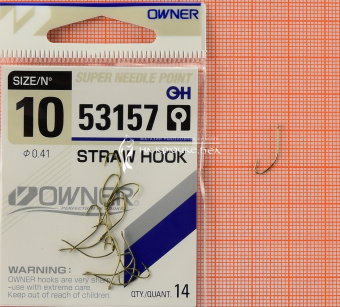 OWNER
SIZE/Nº
SUPER NEEDLE POINT
10
53157
Φ0.41
STRAW HOOK
OWNER
WARNING:
HOOKS are very sharp
-use with extreme care.
Keep out of reach of children.
QTY/QUANT. 14